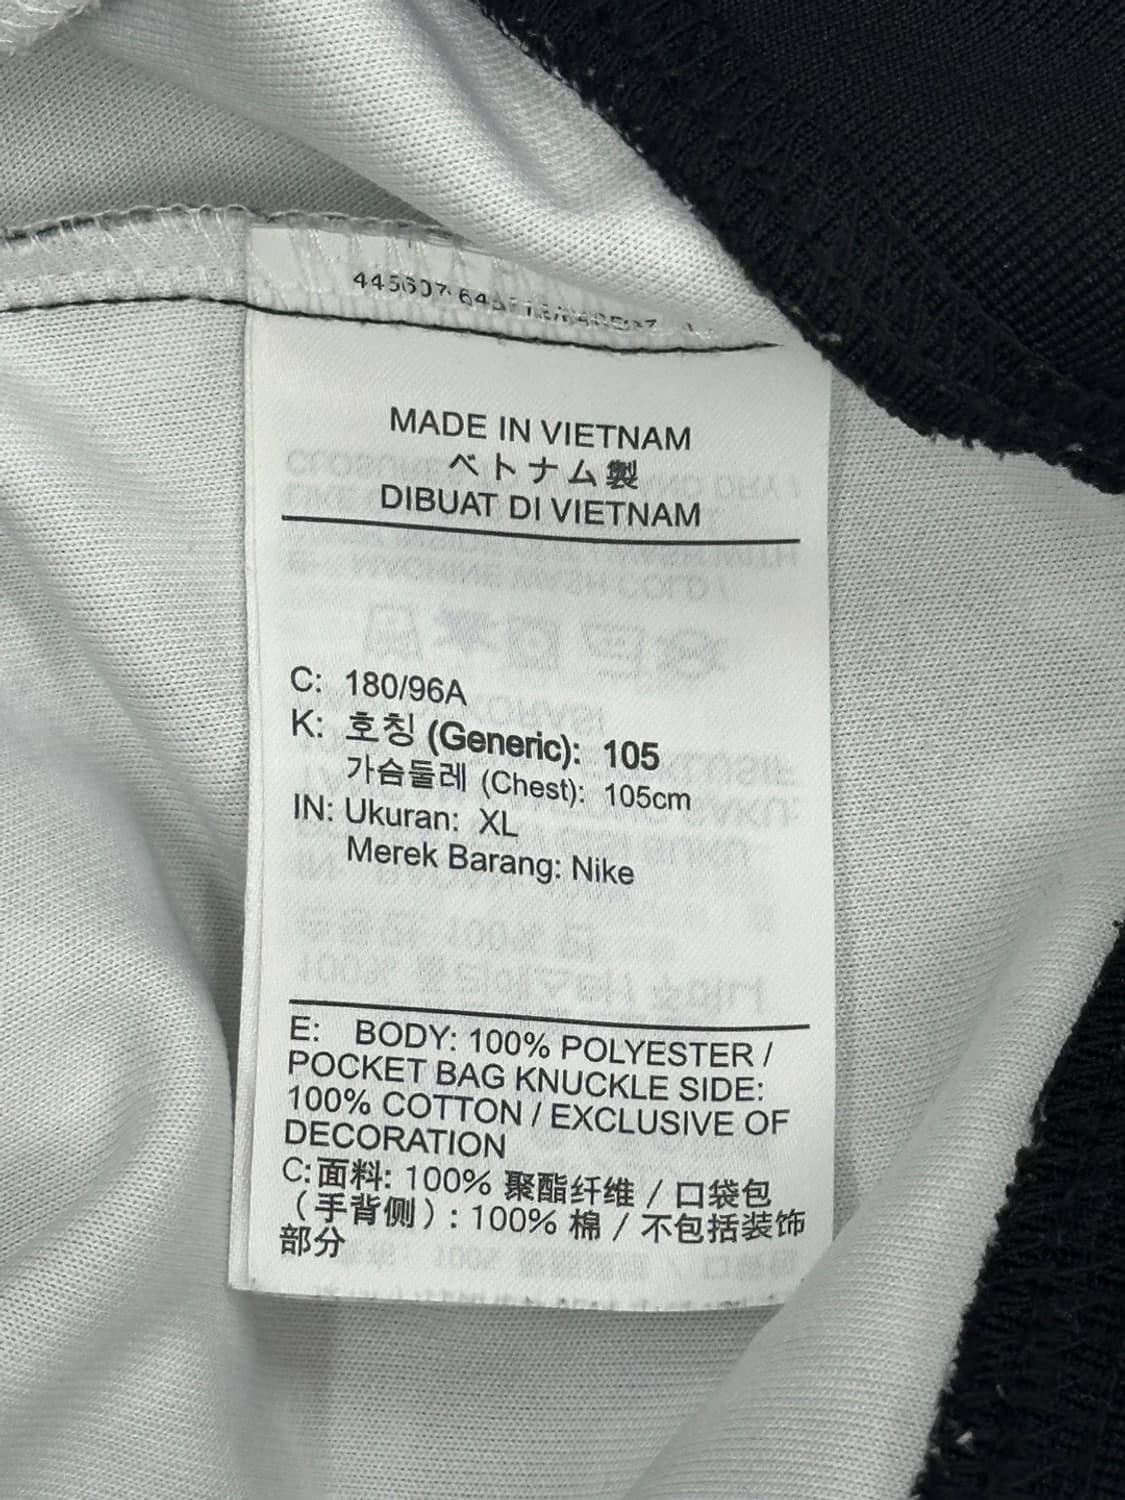 MADE IN VIETNAM
ベトナム製
DIBUAT DI VIETNAM
C: 180/96A
K: 호칭 (Generic): 105
가슴둘레 (Chest): 105cm
IN: Ukuran: XL
Merek Barang: Nike
E: BODY: 100% POLYESTER /
POCKET BAG KNUCKLE SIDE:
100% COTTON / EXCLUSIVE OF
DECORATION
C:面料: 100% 聚酯纤维 / 口袋包
（手背侧）: 100% 棉 / 不包括装饰
部分